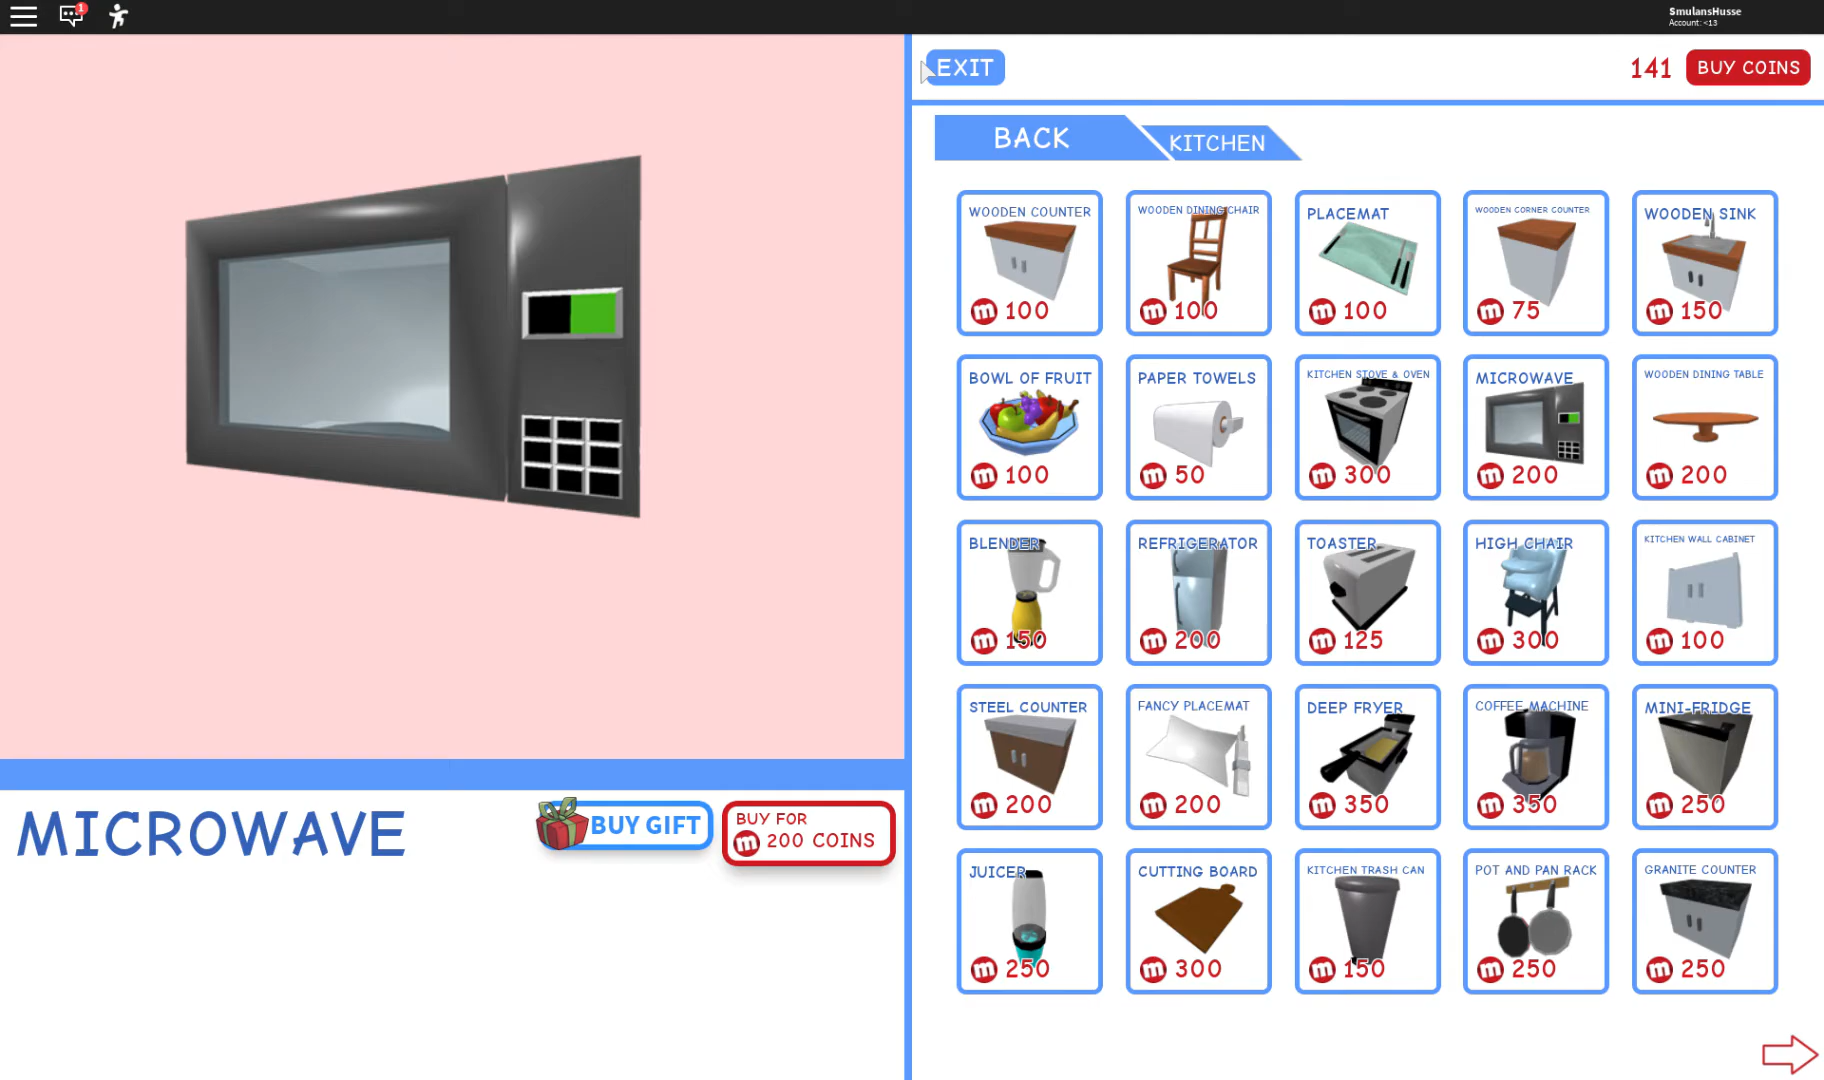 1
SmulansHusse
Account: <13
EXIT
141
BUY COINS
BACK
KITCHEN
WOODEN COUNTER
m 100
WOODEN DINING CHAIR
m 100
PLACEMAT
m 100
WOODEN CORNER COUNTER
m 75
WOODEN SINK
m 150
BOWL OF FRUIT
m 100
PAPER TOWELS
m 50
KITCHEN STOVE & OVEN
m 300
MICROWAVE
m 200
WOODEN DINING TABLE
m 200
BLENDER
m 150
REFRIGERATOR
m 200
TOASTER
m 125
HIGH CHAIR
m 300
KITCHEN WALL CABINET
m 100
STEEL COUNTER
m 200
FANCY PLACEMAT
m 200
DEEP FRYER
m 350
COFFEE MACHINE
m 350
MINI-FRIDGE
m 250
JUICER
m 250
CUTTING BOARD
m 300
KITCHEN TRASH CAN
m 150
POT AND PAN RACK
m 250
GRANITE COUNTER
m 250
MICROWAVE
BUY GIFT
BUY FOR
m 200 COINS